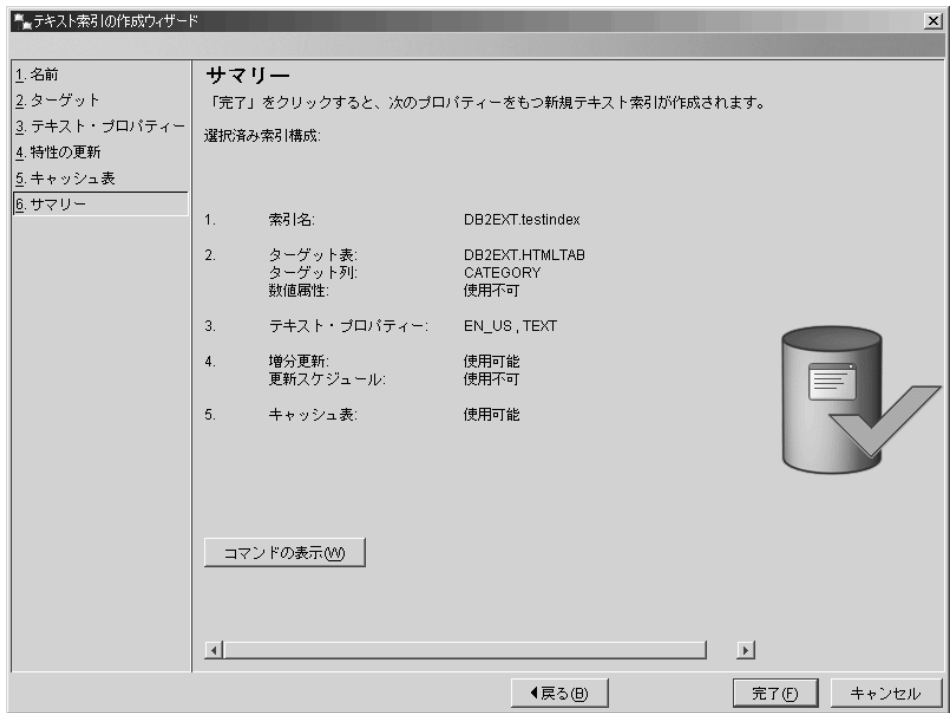 テキスト索引の作成ウィザード
1. 名前
2. ターゲット
3. テキスト・プロパティー
4. 特性の更新
5. キャッシュ表
6. サマリー
サマリー
「完了」をクリックすると、次のプロパティーをもつ新規テキスト索引が作成されます。
選択済み索引構成:
1. 索引名: DB2EXT.testindex
2. ターゲット表: DB2EXT.HTMLTAB
ターゲット列: CATEGORY
数値属性: 使用不可
3. テキスト・プロパティー: EN_US , TEXT
4. 増分更新: 使用可能
更新スケジュール: 使用不可
5. キャッシュ表: 使用可能
コマンドの表示(W)
戻る(B)
完了(F)
キャンセル